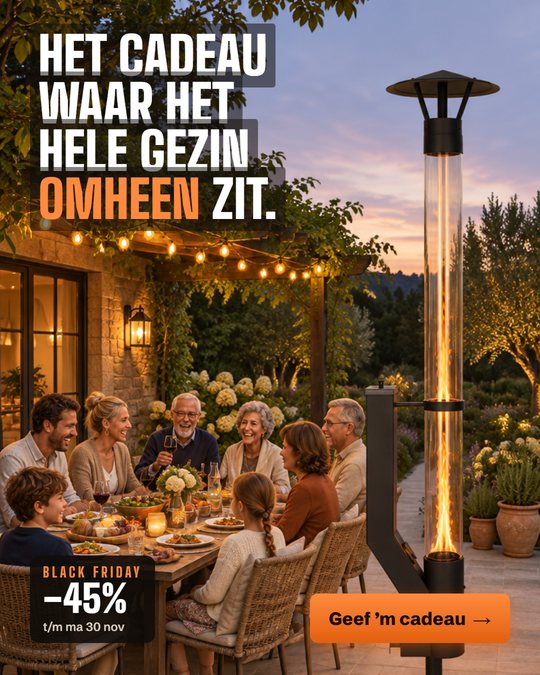 HET CADEAU
WAAR HET
HELE GEZIN
OMHEEN ZIT.
BLACK FRIDAY
–45%
t/m ma 30 nov
Geef ’m cadeau →